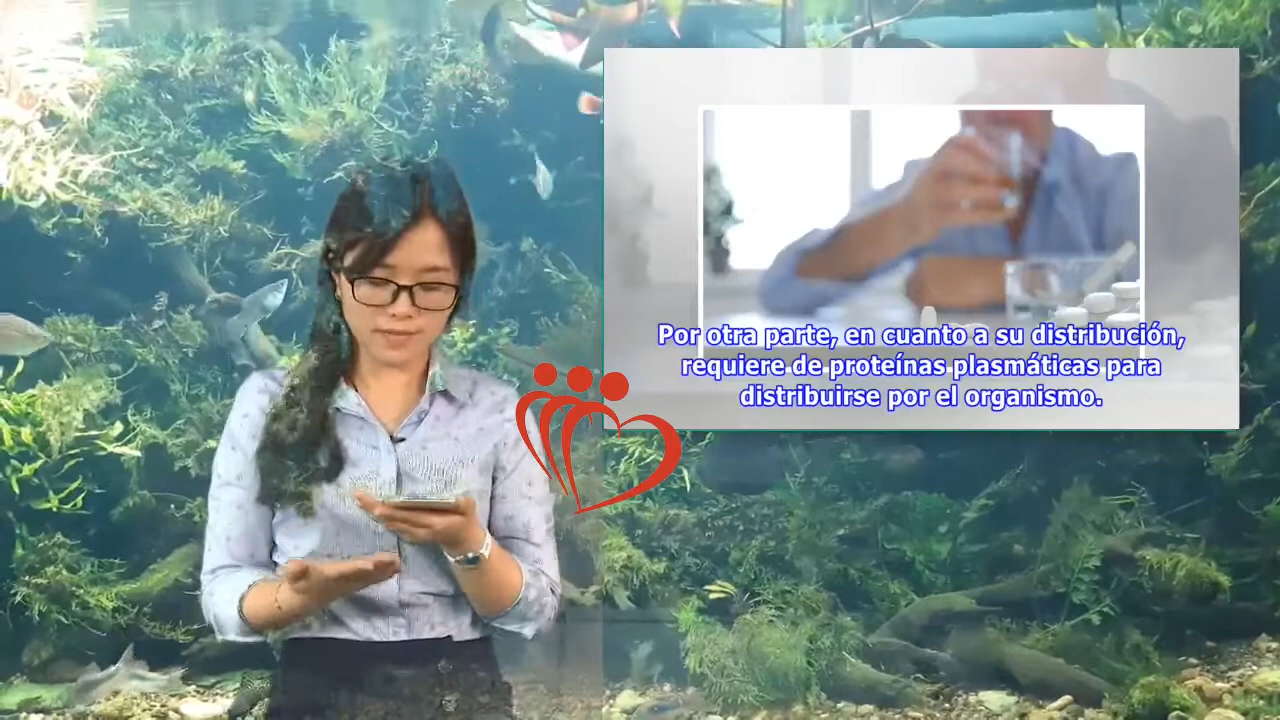 Por otra parte, en cuanto a su distribución,
requiere de proteínas plasmáticas para
distribuirse por el organismo.